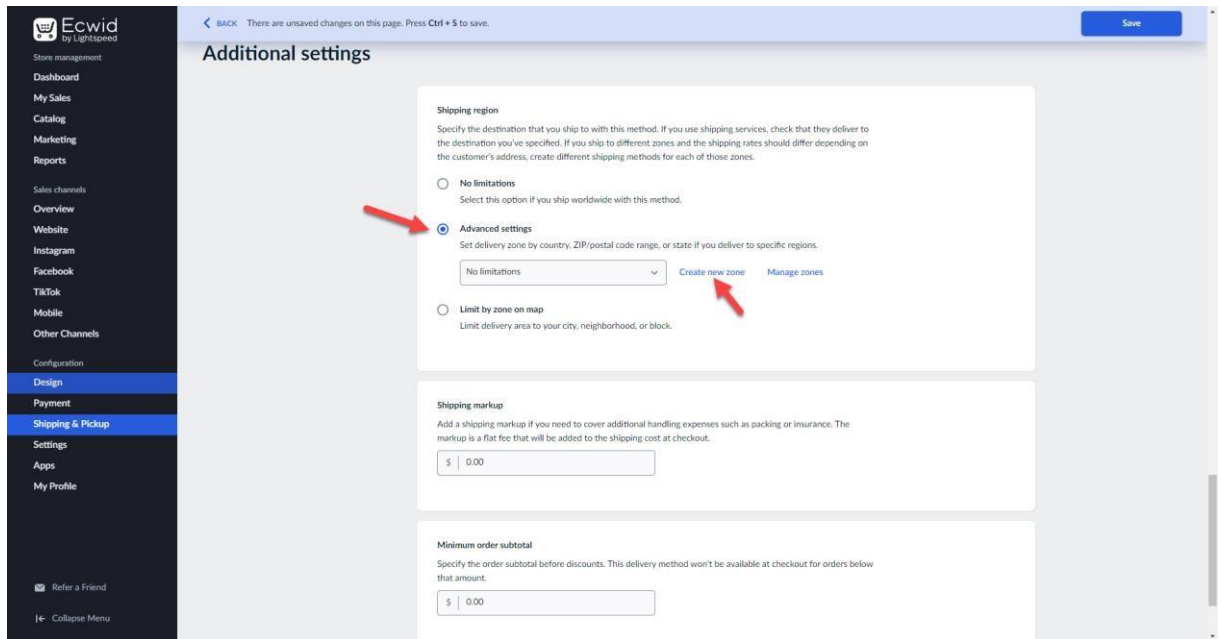 Ecwid
by Lightspeed
Store management
Dashboard
My Sales
Catalog
Marketing
Reports
Sales channels
Overview
Website
Instagram
Facebook
TikTok
Mobile
Other Channels
Configuration
Design
Payment
Shipping & Pickup
Settings
Apps
My Profile
Refer a Friend
Collapse Menu
BACK There are unsaved changes on this page. Press Ctrl + S to save.
Save
Additional settings
Shipping region
Specify the destination that you ship to with this method. If you use shipping services, check that they deliver to
the destination you've specified. If you ship to different zones and the shipping rates should differ depending on
the customer's address, create different shipping methods for each of those zones.
No limitations
Select this option if you ship worldwide with this method.
Advanced settings
Set delivery zone by country, ZIP/postal code range, or state if you deliver to specific regions.
No limitations Create new zone Manage zones
Limit by zone on map
Limit delivery area to your city, neighborhood, or block.
Shipping markup
Add a shipping markup if you need to cover additional handling expenses such as packing or insurance. The
markup is a flat fee that will be added to the shipping cost at checkout.
$ 0.00
Minimum order subtotal
Specify the order subtotal before discounts. This delivery method won't be available at checkout for orders below
that amount.
$ 0.00